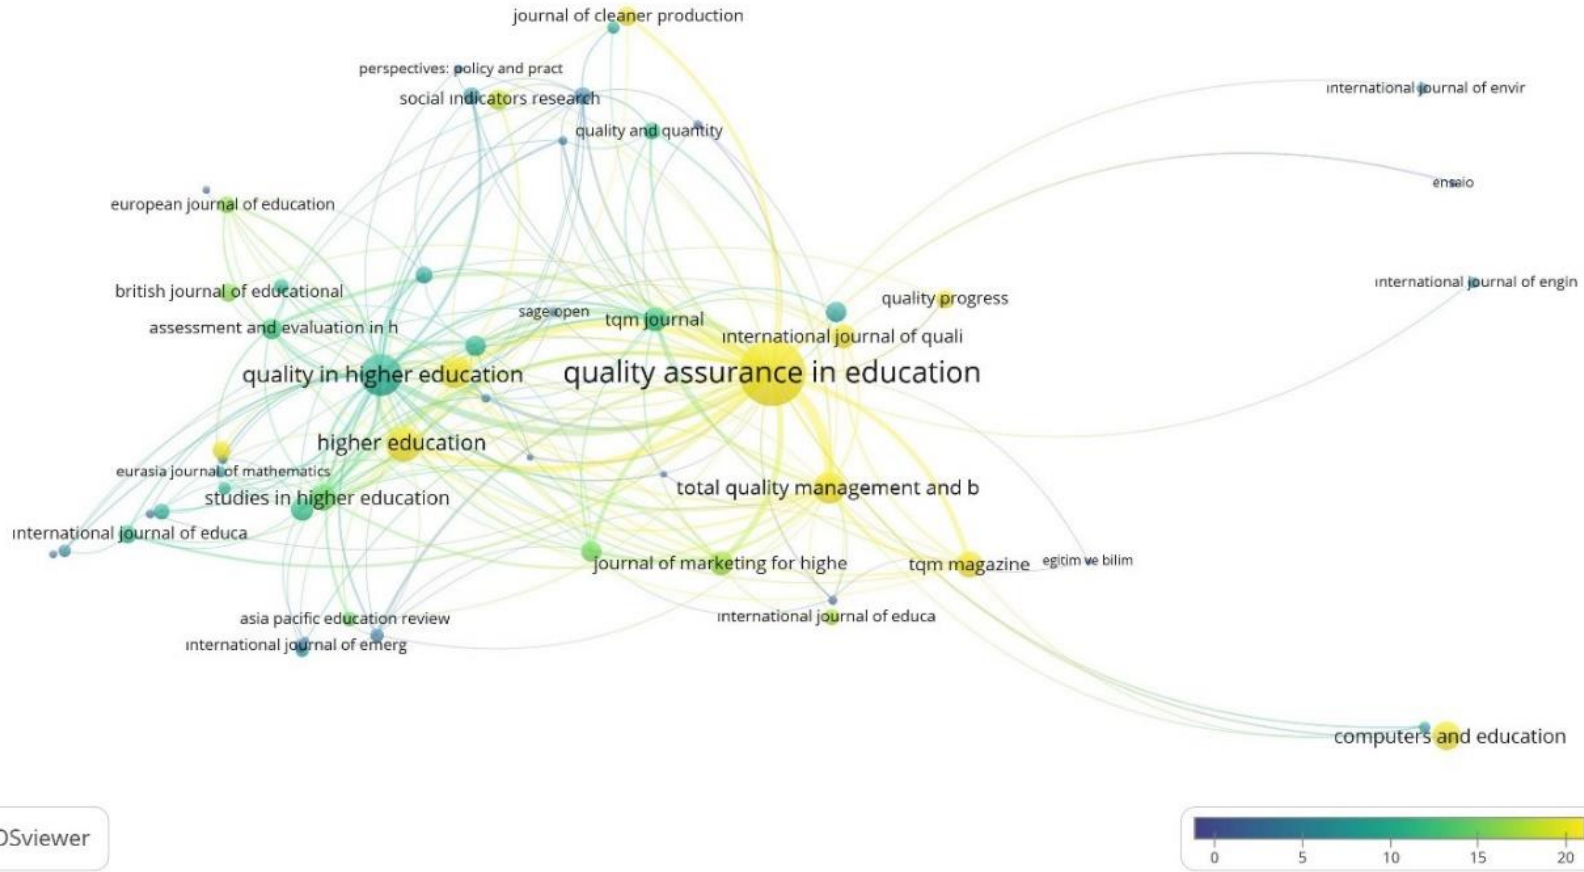 journal of cleaner production
perspectives: policy and pract
social indicators research
international journal of envir
quality and quantity
ensaio
european journal of education
international journal of engin
british journal of educational
quality progress
sage open
tqm journal
assessment and evaluation in h
international journal of quali
quality in higher education
quality assurance in education
higher education
eurasia journal of mathematics
total quality management and b
studies in higher education
international journal of educa
journal of marketing for highe
tqm magazine
egitim ve bilim
international journal of educa
asia pacific education review
international journal of emerg
computers and education
OSviewer
0 5 10 15 20